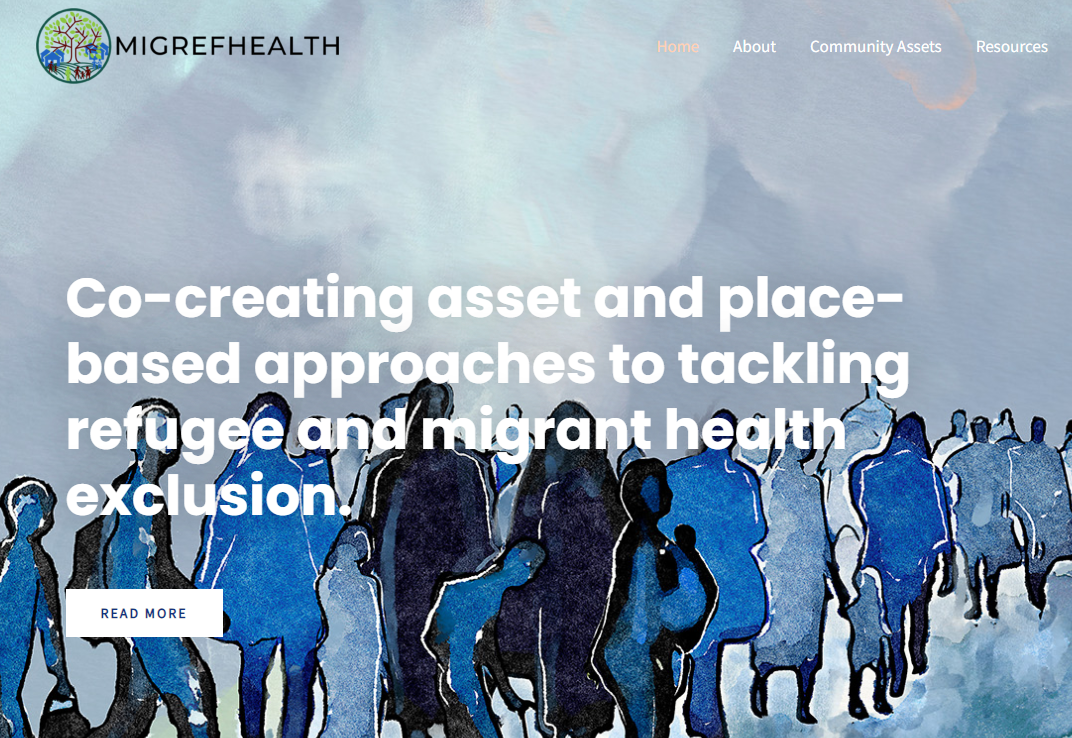 MIGREFHEALTH
Home About Community Assets Resources
Co-creating asset and place-
based approaches to tackling
refugee and migrant health
exclusion.
READ MORE